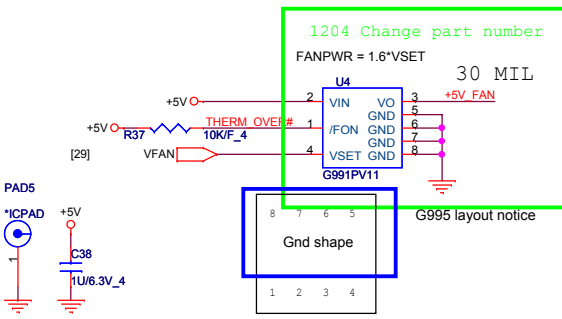 1204 Change part number
FANPWR = 1.6*VSET
U4
30 MIL
+5V 2 VIN VO 3 +5V_FAN
GND 5
+5V R37 10K/F_4 THERM_OVER# 1 /FON GND 6
GND 7
[29] VFAN 4 VSET GND 8
G991PV11
PAD5
*ICPAD
1
+5V
C38
1U/6.3V_4
G995 layout notice
8 7 6 5
Gnd shape
1 2 3 4